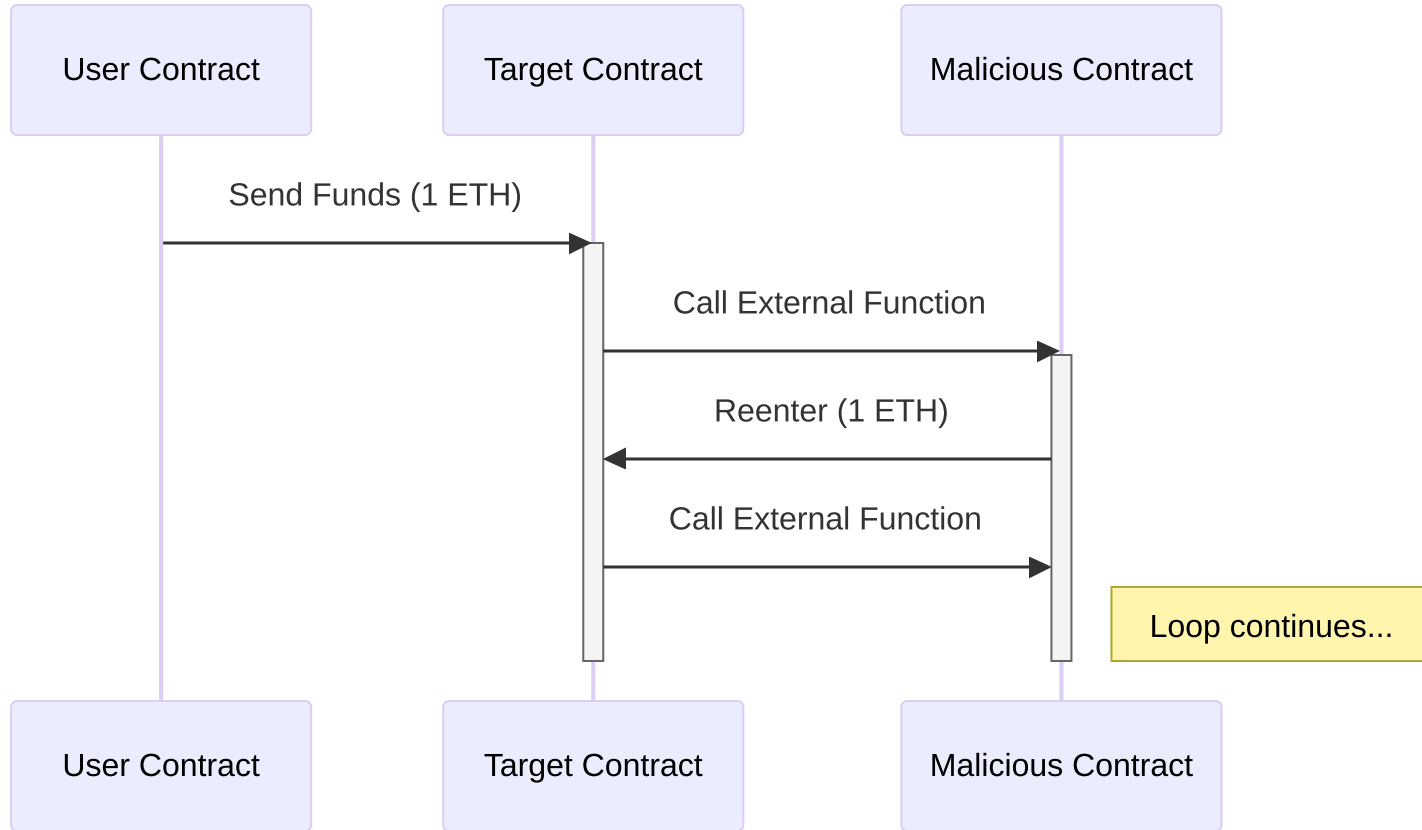 User Contract
Target Contract
Malicious Contract
Send Funds (1 ETH)
Call External Function
Reenter (1 ETH)
Call External Function
Loop continues...
User Contract
Target Contract
Malicious Contract